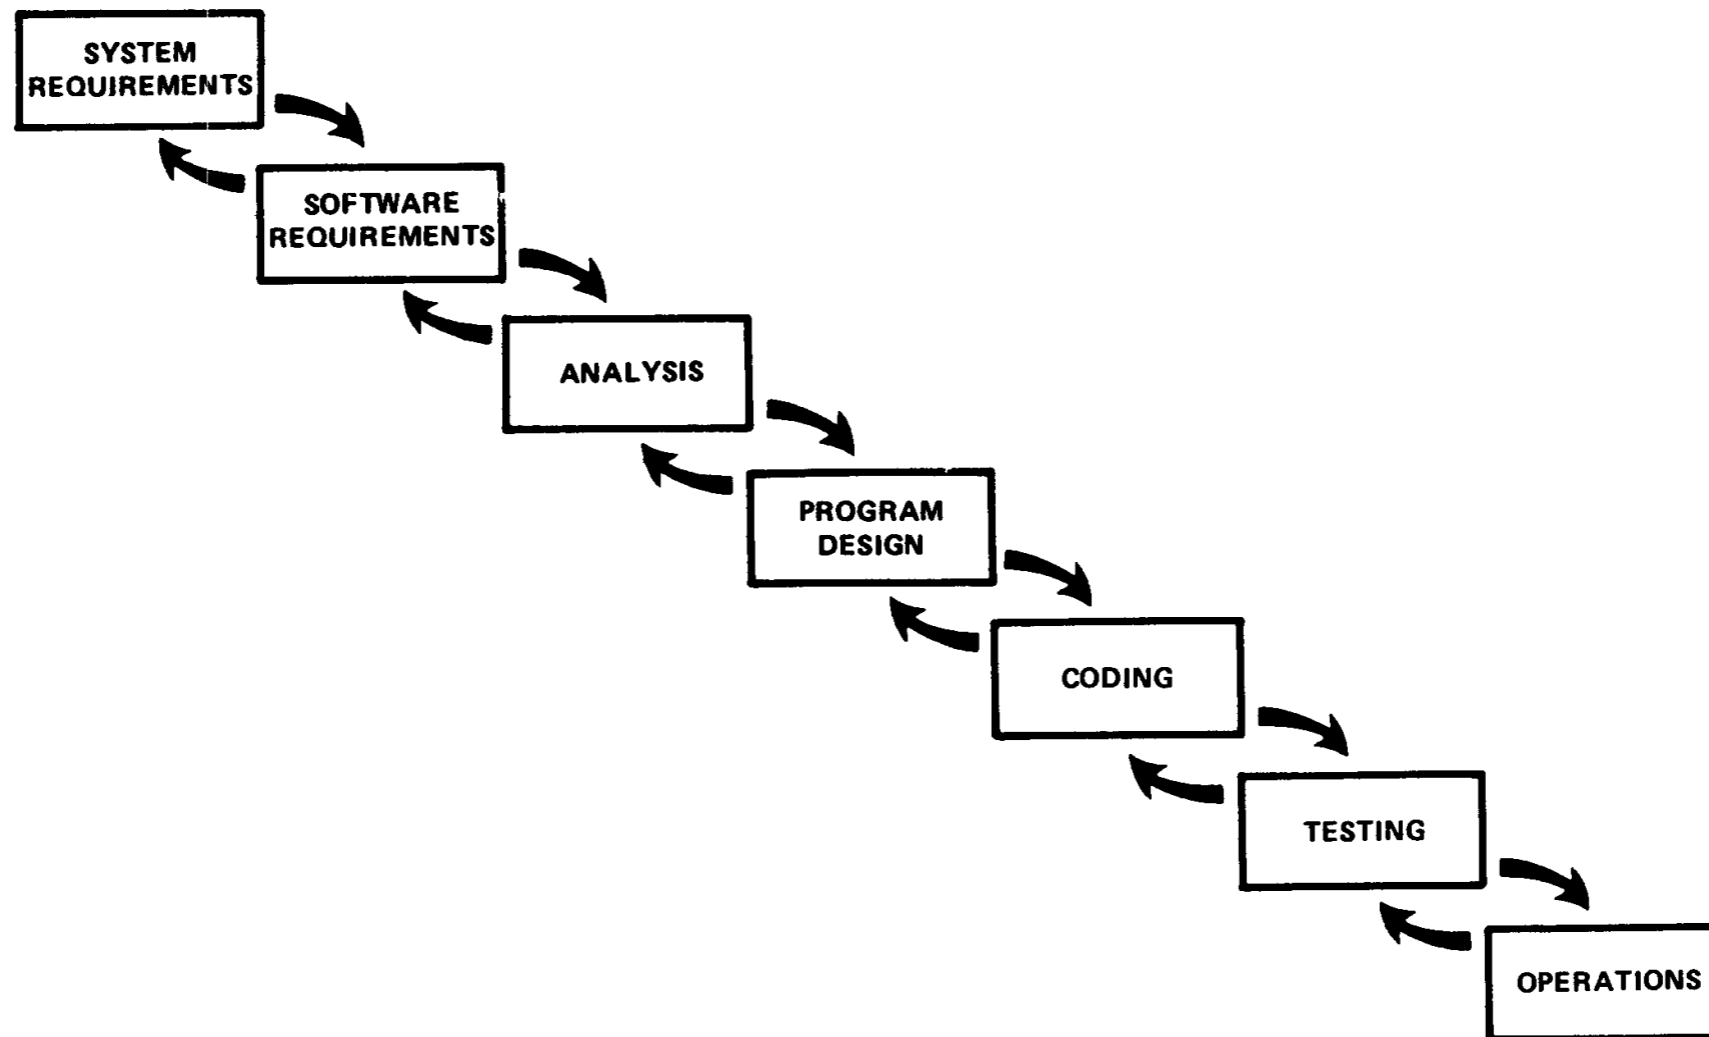 SYSTEM
REQUIREMENTS
SOFTWARE
REQUIREMENTS
ANALYSIS
PROGRAM
DESIGN
CODING
TESTING
OPERATIONS